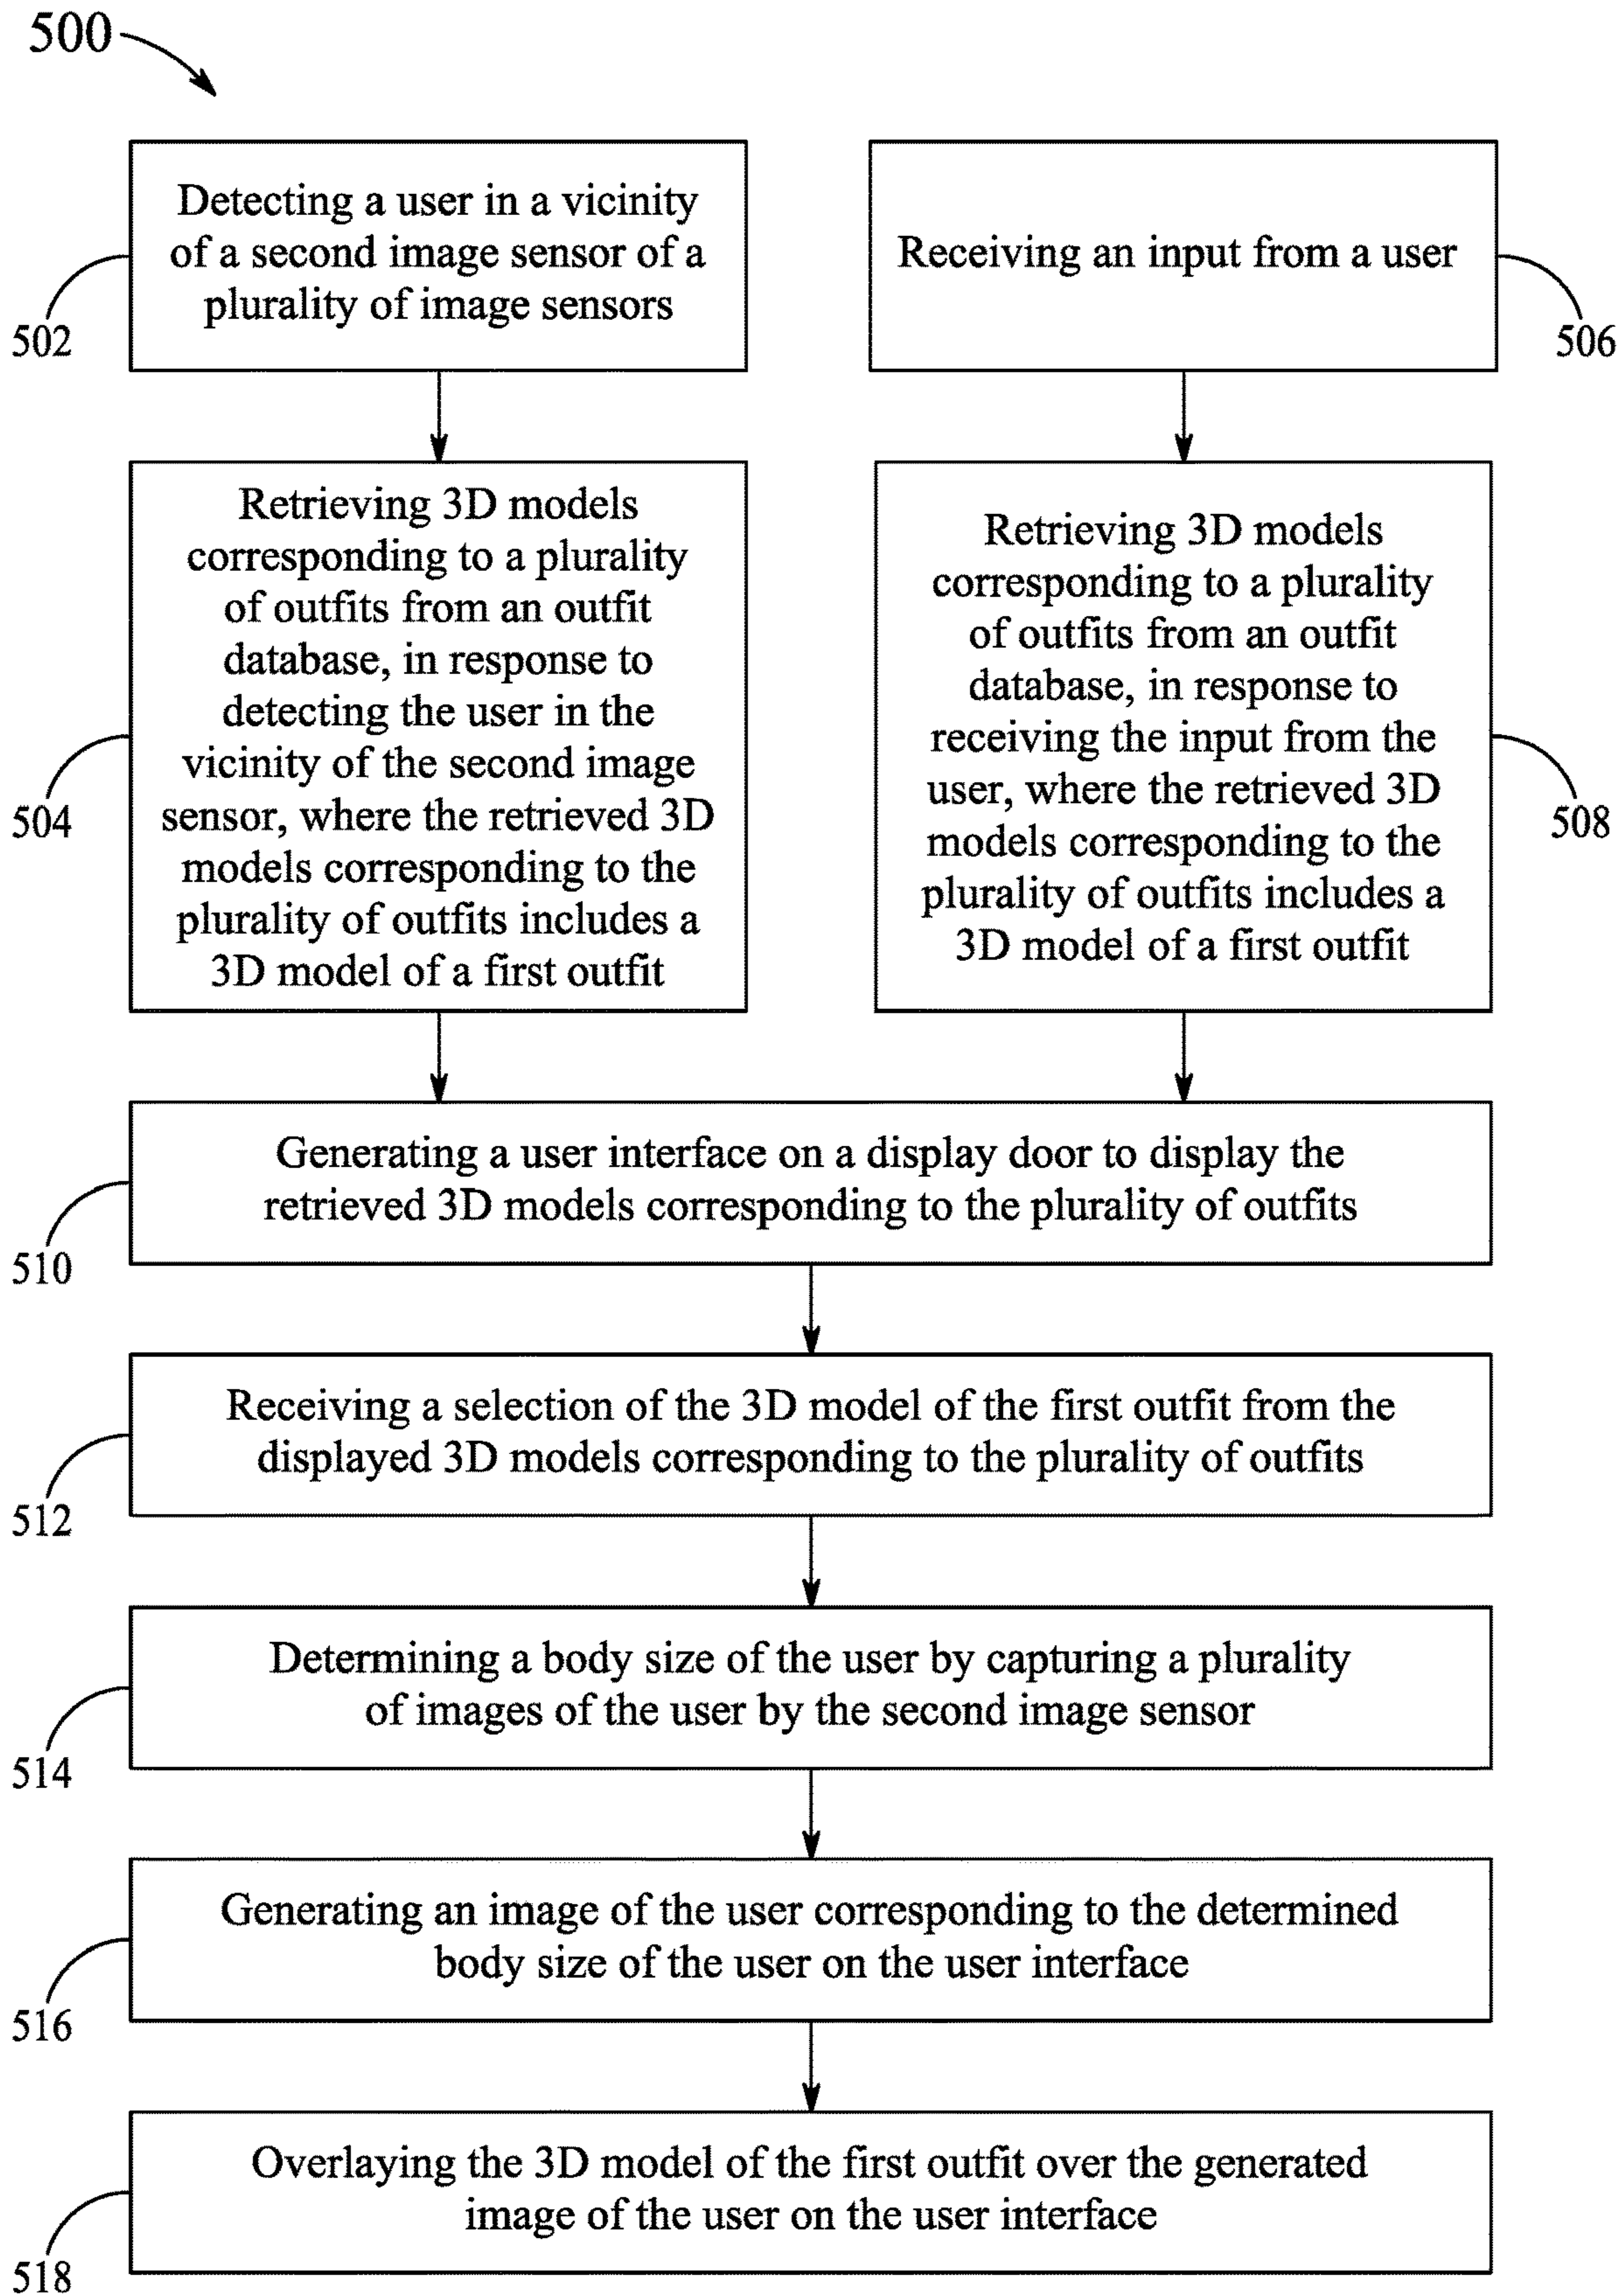 500
Detecting a user in a vicinity
of a second image sensor of a
plurality of image sensors
502
Receiving an input from a user
506
Retrieving 3D models
corresponding to a plurality
of outfits from an outfit
database, in response to
detecting the user in the
vicinity of the second image
sensor, where the retrieved 3D
models corresponding to the
plurality of outfits includes a
3D model of a first outfit
504
Retrieving 3D models
corresponding to a plurality
of outfits from an outfit
database, in response to
receiving the input from the
user, where the retrieved 3D
models corresponding to the
plurality of outfits includes a
3D model of a first outfit
508
Generating a user interface on a display door to display the
retrieved 3D models corresponding to the plurality of outfits
510
Receiving a selection of the 3D model of the first outfit from the
displayed 3D models corresponding to the plurality of outfits
512
Determining a body size of the user by capturing a plurality
of images of the user by the second image sensor
514
Generating an image of the user corresponding to the determined
body size of the user on the user interface
516
Overlaying the 3D model of the first outfit over the generated
image of the user on the user interface
518